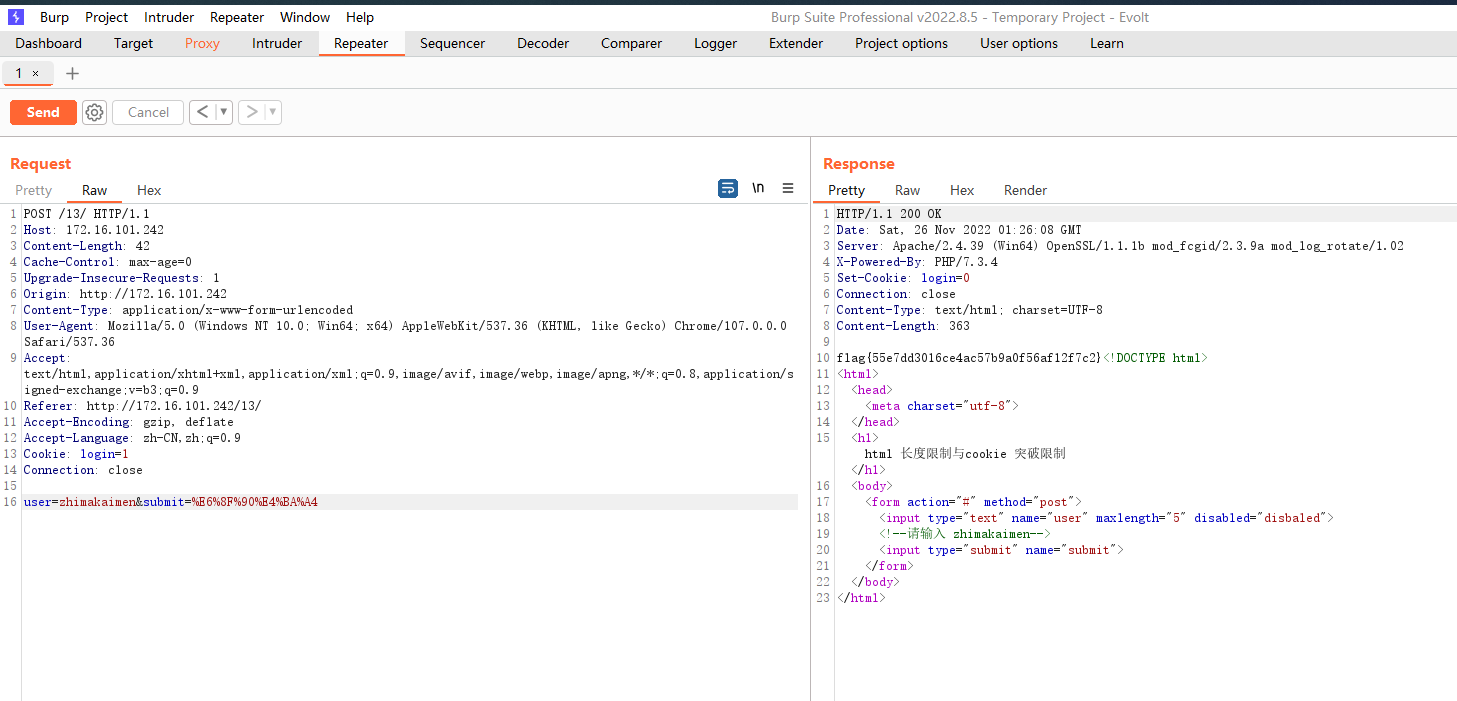 Burp Project Intruder Repeater Window Help
Burp Suite Professional v2022.8.5 - Temporary Project - Evolt
Dashboard Target Proxy Intruder Repeater Sequencer Decoder Comparer Logger Extender Project options User options Learn
1 ×
Send Cancel < >
Request
Pretty Raw Hex
\n
1 POST /13/ HTTP/1.1
2 Host: 172.16.101.242
3 Content-Length: 42
4 Cache-Control: max-age=0
5 Upgrade-Insecure-Requests: 1
6 Origin: http://172.16.101.242
7 Content-Type: application/x-www-form-urlencoded
8 User-Agent: Mozilla/5.0 (Windows NT 10.0; Win64; x64) AppleWebKit/537.36 (KHTML, like Gecko) Chrome/107.0.0.0
Safari/537.36
9 Accept:
text/html,application/xhtml+xml,application/xml;q=0.9,image/avif,image/webp,image/apng,*/*;q=0.8,application/s
igned-exchange;v=b3;q=0.9
10 Referer: http://172.16.101.242/13/
11 Accept-Encoding: gzip, deflate
12 Accept-Language: zh-CN,zh;q=0.9
13 Cookie: login=1
14 Connection: close
15
16 user=zhimakaimen&submit=%E6%8F%90%E4%BA%A4
Response
Pretty Raw Hex Render
1 HTTP/1.1 200 OK
2 Date: Sat, 26 Nov 2022 01:26:08 GMT
3 Server: Apache/2.4.39 (Win64) OpenSSL/1.1.1b mod_fcgid/2.3.9a mod_log_rotate/1.02
4 X-Powered-By: PHP/7.3.4
5 Set-Cookie: login=0
6 Connection: close
7 Content-Type: text/html; charset=UTF-8
8 Content-Length: 363
9
10 flag{55e7dd3016ce4ac57b9a0f56af12f7c2}<!DOCTYPE html>
11 <html>
12 <head>
13 <meta charset="utf-8">
14 </head>
15 <h1>
html 长度限制与cookie 突破限制
</h1>
16 <body>
17 <form action="#" method="post">
18 <input type="text" name="user" maxlength="5" disabled="disbaled">
19 <!--请输入 zhimakaimen-->
20 <input type="submit" name="submit">
21 </form>
22 </body>
23 </html>